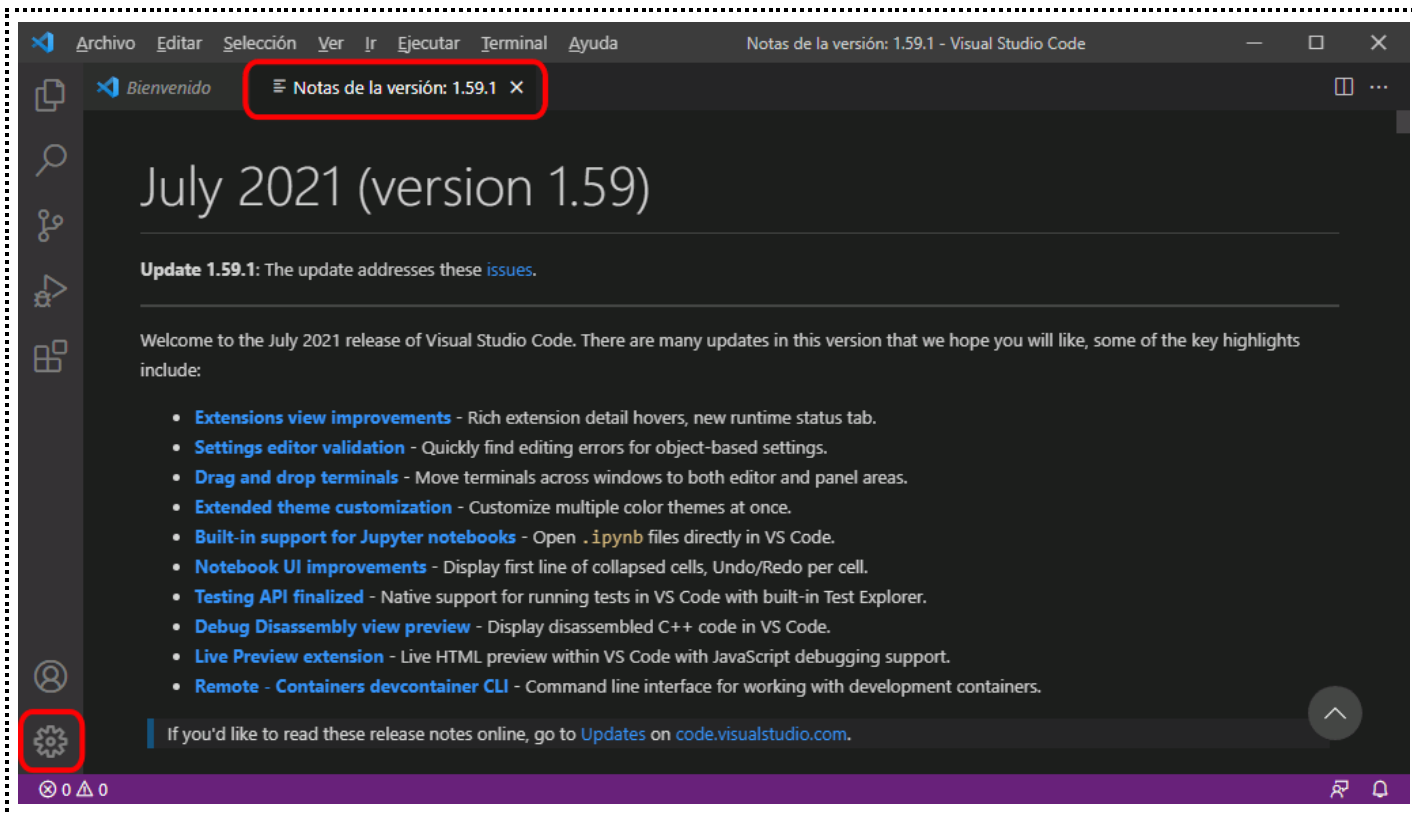 Archivo Editar Selección Ver Ir Ejecutar Terminal Ayuda Notas de la versión: 1.59.1 - Visual Studio Code
Bienvenido Notas de la versión: 1.59.1
July 2021 (version 1.59)
Update 1.59.1: The update addresses these issues.
Welcome to the July 2021 release of Visual Studio Code. There are many updates in this version that we hope you will like, some of the key highlights
include:
• Extensions view improvements - Rich extension detail hovers, new runtime status tab.
• Settings editor validation - Quickly find editing errors for object-based settings.
• Drag and drop terminals - Move terminals across windows to both editor and panel areas.
• Extended theme customization - Customize multiple color themes at once.
• Built-in support for Jupyter notebooks - Open .ipynb files directly in VS Code.
• Notebook UI improvements - Display first line of collapsed cells, Undo/Redo per cell.
• Testing API finalized - Native support for running tests in VS Code with built-in Test Explorer.
• Debug Disassembly view preview - Display disassembled C++ code in VS Code.
• Live Preview extension - Live HTML preview within VS Code with JavaScript debugging support.
• Remote - Containers devcontainer CLI - Command line interface for working with development containers.
If you'd like to read these release notes online, go to Updates on code.visualstudio.com.
0 0